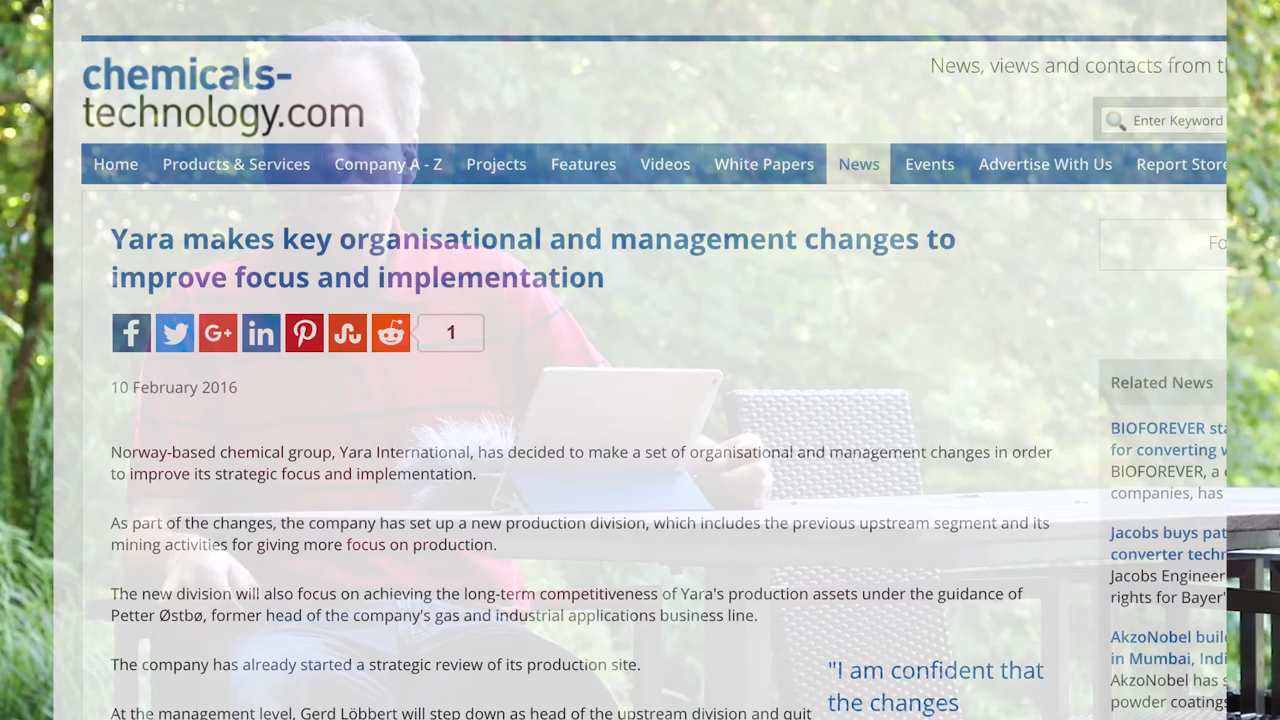 chemicals-
technology.com
News, views and contacts from
Enter Keyword
Home Products & Services Company A - Z Projects Features Videos White Papers News Events Advertise With Us Report Store
Yara makes key organisational and management changes to
improve focus and implementation
1
10 February 2016
Norway-based chemical group, Yara International, has decided to make a set of organisational and management changes in order
to improve its strategic focus and implementation.
As part of the changes, the company has set up a new production division, which includes the previous upstream segment and its
mining activities for giving more focus on production.
The new division will also focus on achieving the long-term competitiveness of Yara's production assets under the guidance of
Petter Østbø, former head of the company's gas and industrial applications business line.
The company has already started a strategic review of its production site.
At the management level, Gerd Löbbert will step down as head of the upstream division and quit
"I am confident that
the changes
Related News
BIOFOREVER
for converting
BIOFOREVER, a
companies, has
Jacobs buys
converter
Jacobs
rights for Bayer'
AkzoNobel
in Mumbai,
AkzoNobel has
powder coatings